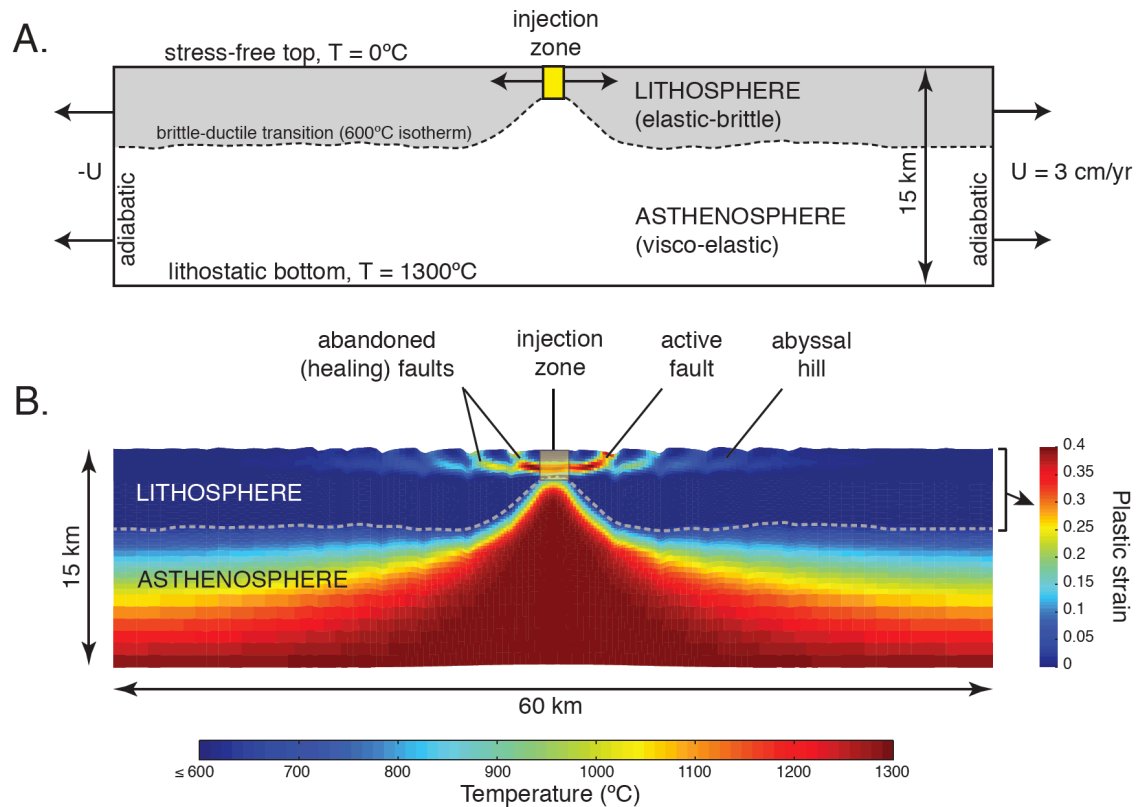 A.
injection
zone
stress-free top, T = 0ºC
LITHOSPHERE
(elastic-brittle)
brittle-ductile transition (600ºC isotherm)
-U
adiabatic
15 km
adiabatic
U = 3 cm/yr
ASTHENOSPHERE
(visco-elastic)
lithostatic bottom, T = 1300ºC
abandoned
(healing) faults
injection
zone
active
fault
abyssal
hill
B.
LITHOSPHERE
15 km
ASTHENOSPHERE
0.4
0.35
0.3
0.25
0.2
0.15
0.1
0.05
0
Plastic strain
60 km
≤ 600
700
800
900
1000
1100
1200
1300
Temperature (ºC)